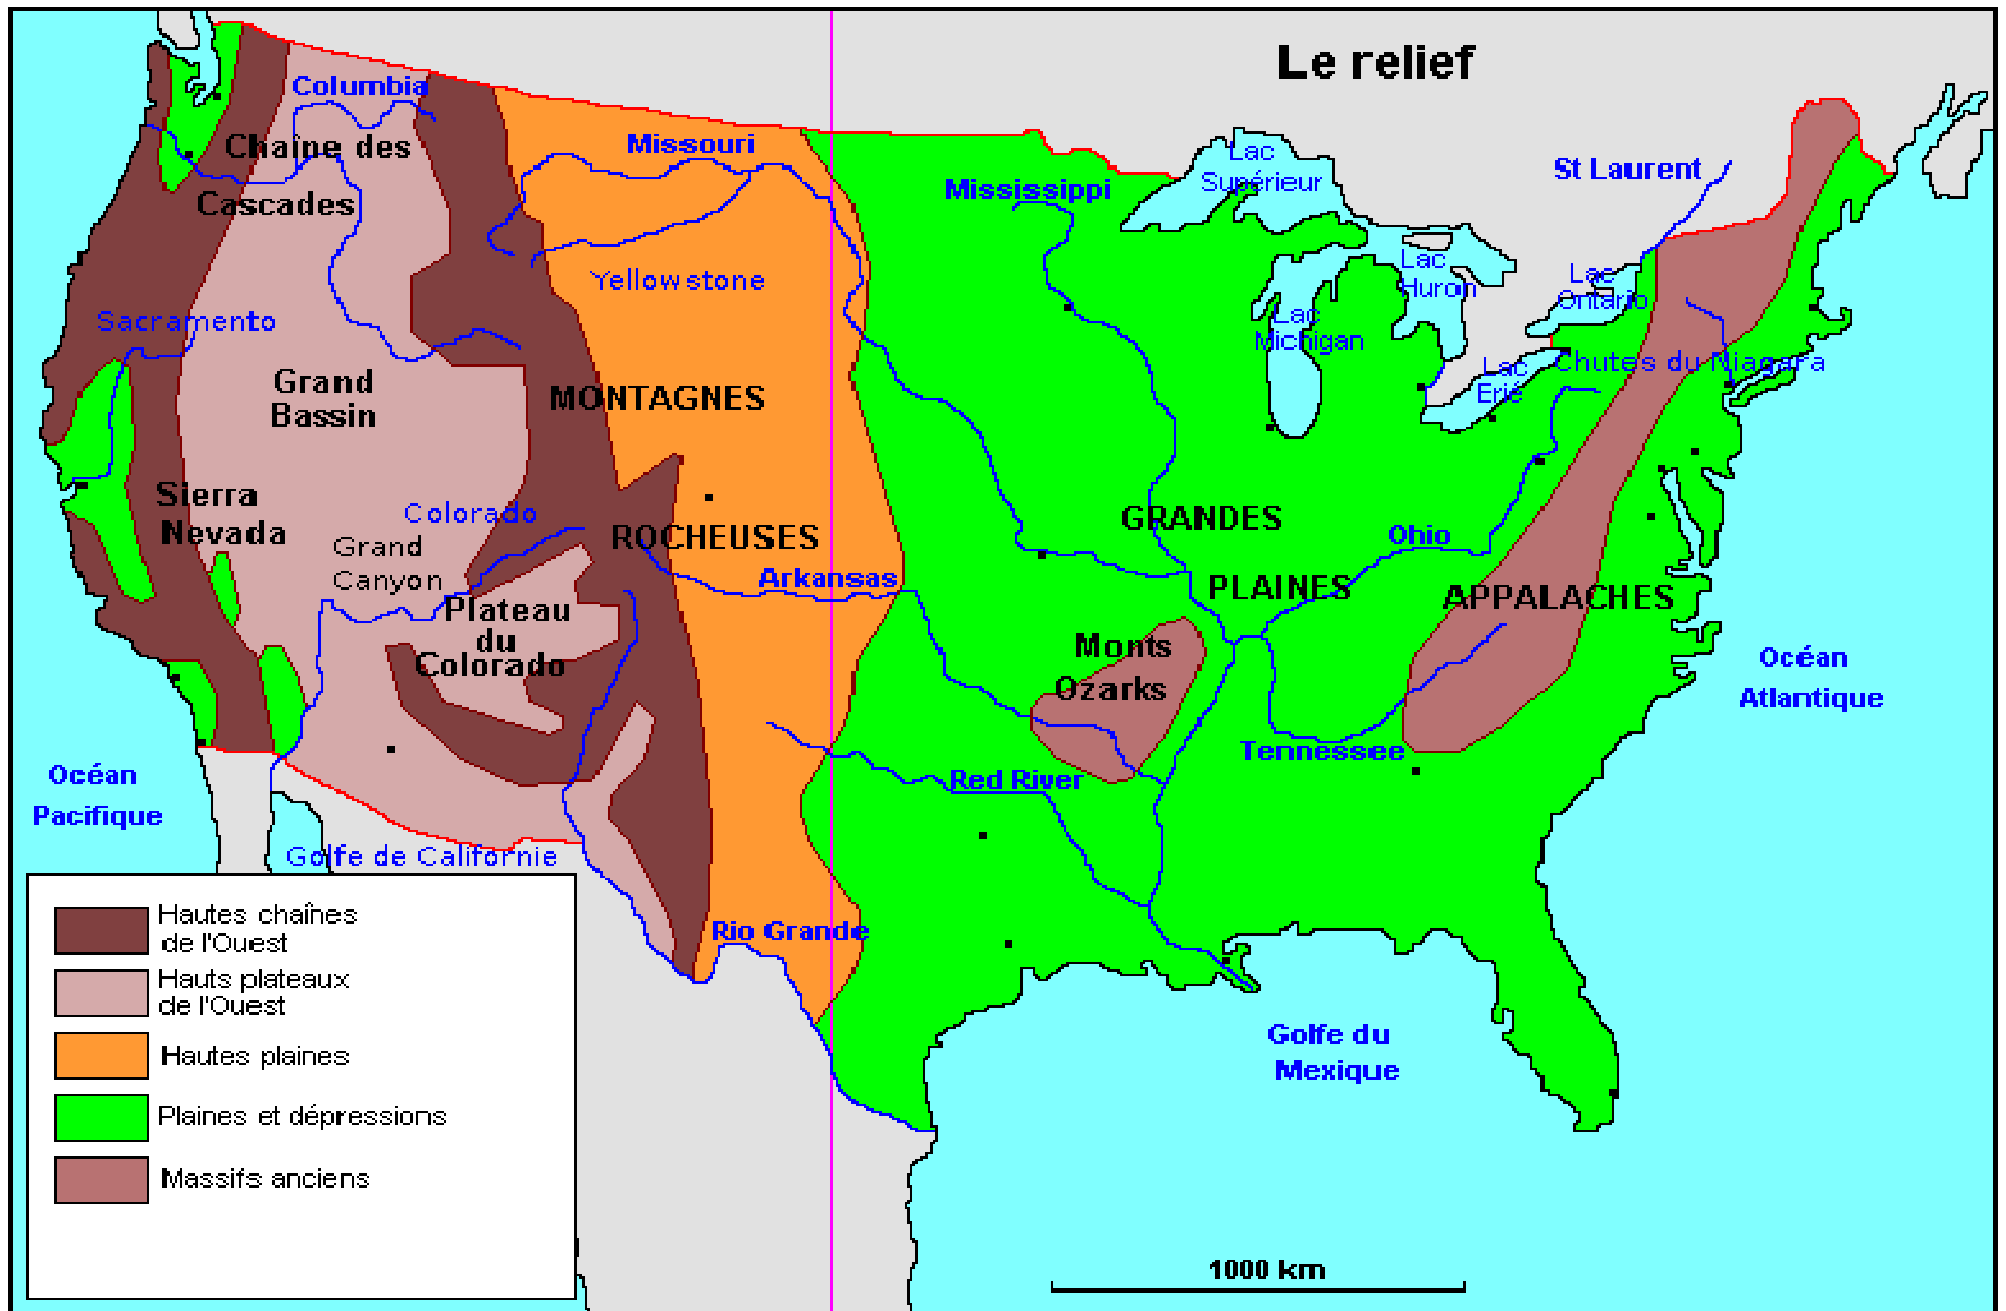 Le relief
Columbia
Chaîne des
Cascades
Missouri
Mississippi
Lac
Supérieur
St Laurent
Yellowstone
Lac
Huron
Lac
Ontario
Sacramento
Lac
Michigan
Chutes du Niagara
Lac
Erié
Grand
Bassin
MONTAGNES
Sierra
Nevada
Colorado
ROCHEUSES
GRANDES
Ohio
Grand
Canyon
Arkansas
PLAINES
APPALACHES
Plateau
du
Colorado
Monts
Ozarks
Océan
Atlantique
Tennessee
Red River
Océan
Pacifique
Golfe de Californie
Rio Grande
Golfe du
Mexique
Hautes chaînes
de l'Ouest
Hauts plateaux
de l'Ouest
Hautes plaines
Plaines et dépressions
Massifs anciens
1000 km